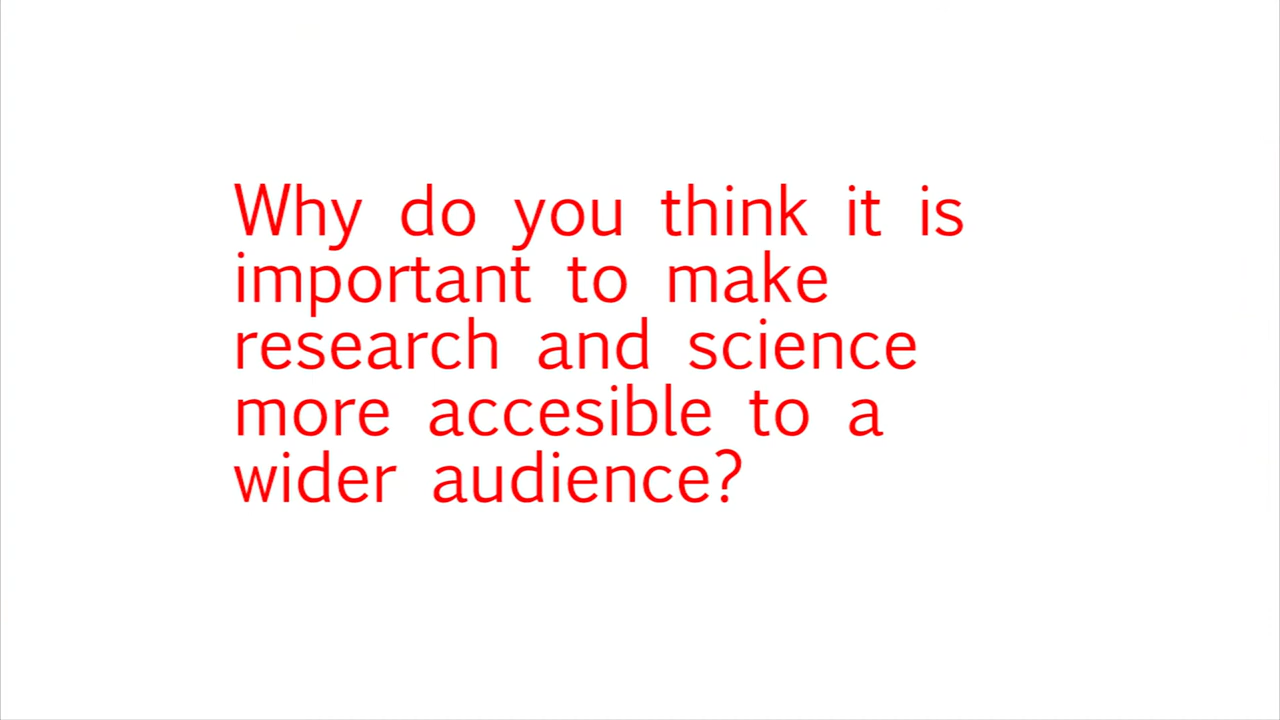 Why do you think it is
important to make
research and science
more accesible to a
wider audience?